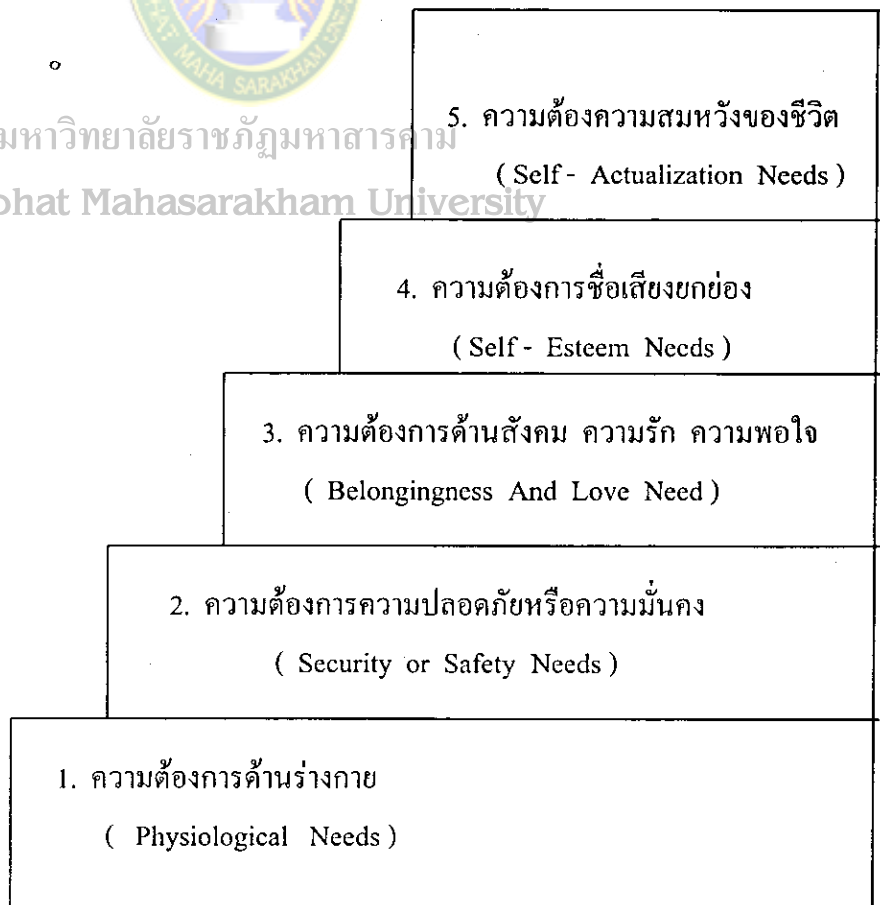 MAHA SARAKHAM
5. ความต้องความสมหวังของชีวิต
มหาวิทยาลัยราชภัฏมหาสารคาม
( Self - Actualization Needs )
Mahasarakham University
4. ความต้องการชื่อเสียงยกย่อง
( Self - Esteem Needs )
3. ความต้องการด้านสังคม ความรัก ความพอใจ
( Belongingness And Love Need )
2. ความต้องการความปลอดภัยหรือความมั่นคง
( Security or Safety Needs )
1. ความต้องการด้านร่างกาย
( Physiological Needs )